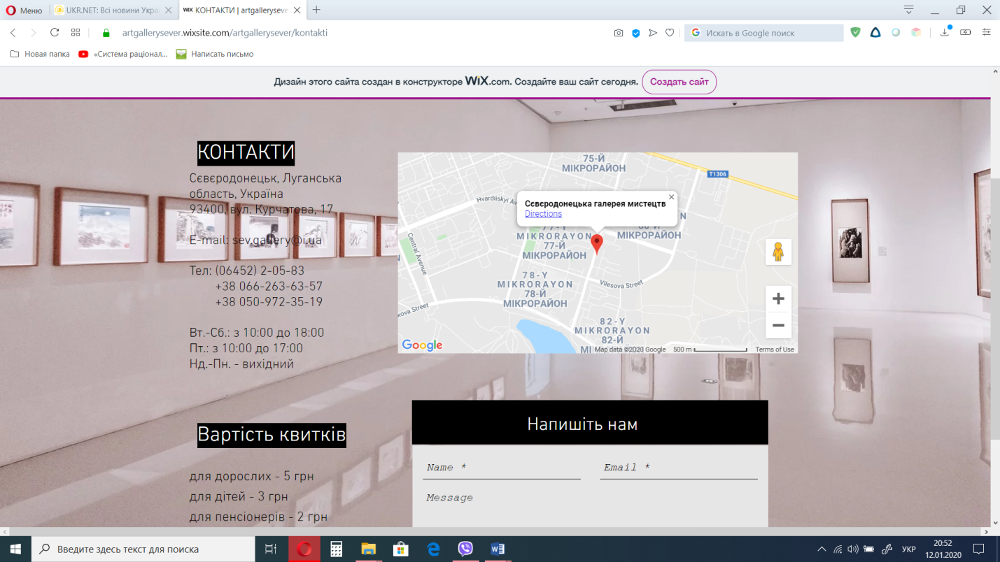 Меню
UKR.NET: Всі новини Укра
WIX КОНТАКТИ | artgallerysever
artgallerysever.wixsite.com/artgallerysever/kontakti
Искать в Google поиск
Новая папка
«Система раціонал...
Написать письмо
Дизайн этого сайта создан в конструкторе WiX.com. Создайте ваш сайт сегодня.
Создать сайт
КОНТАКТИ
Сєвєродонецьк, Луганська
область, Україна
93400, вул. Курчатова, 17
E-mail: sev.gallery@i.ua
Тел: (06452) 2-05-83
+38 066-263-63-57
+38 050-972-35-19
Вт.-Сб.: з 10:00 до 18:00
Пт.: з 10:00 до 17:00
Нд.-Пн. - вихідний
Вартість квитків
для дорослих - 5 грн
для дітей - 3 грн
для пенсіонерів - 2 грн
75-Й
МІКРОРАЙОН
T1306
Hvardiiskyi
Сєвєродонецька галерея мистецтв
Directions
77-Y
MIKRORAYON
77-Й
МІКРОРАЙОН
МІКРОРАЙОН
Central Avenue
78-Y
MIKRORAYON
78-Й
МІКРОРАЙОН
Vilesova Street
kova Street
82-Y
MIKRORAYON
82-Й
Google
Map data ©2020 Google
500 m
Terms of Use
Напишіть нам
Name *
Email *
Message
Введите здесь текст для поиска
УКР
20:52
12.01.2020